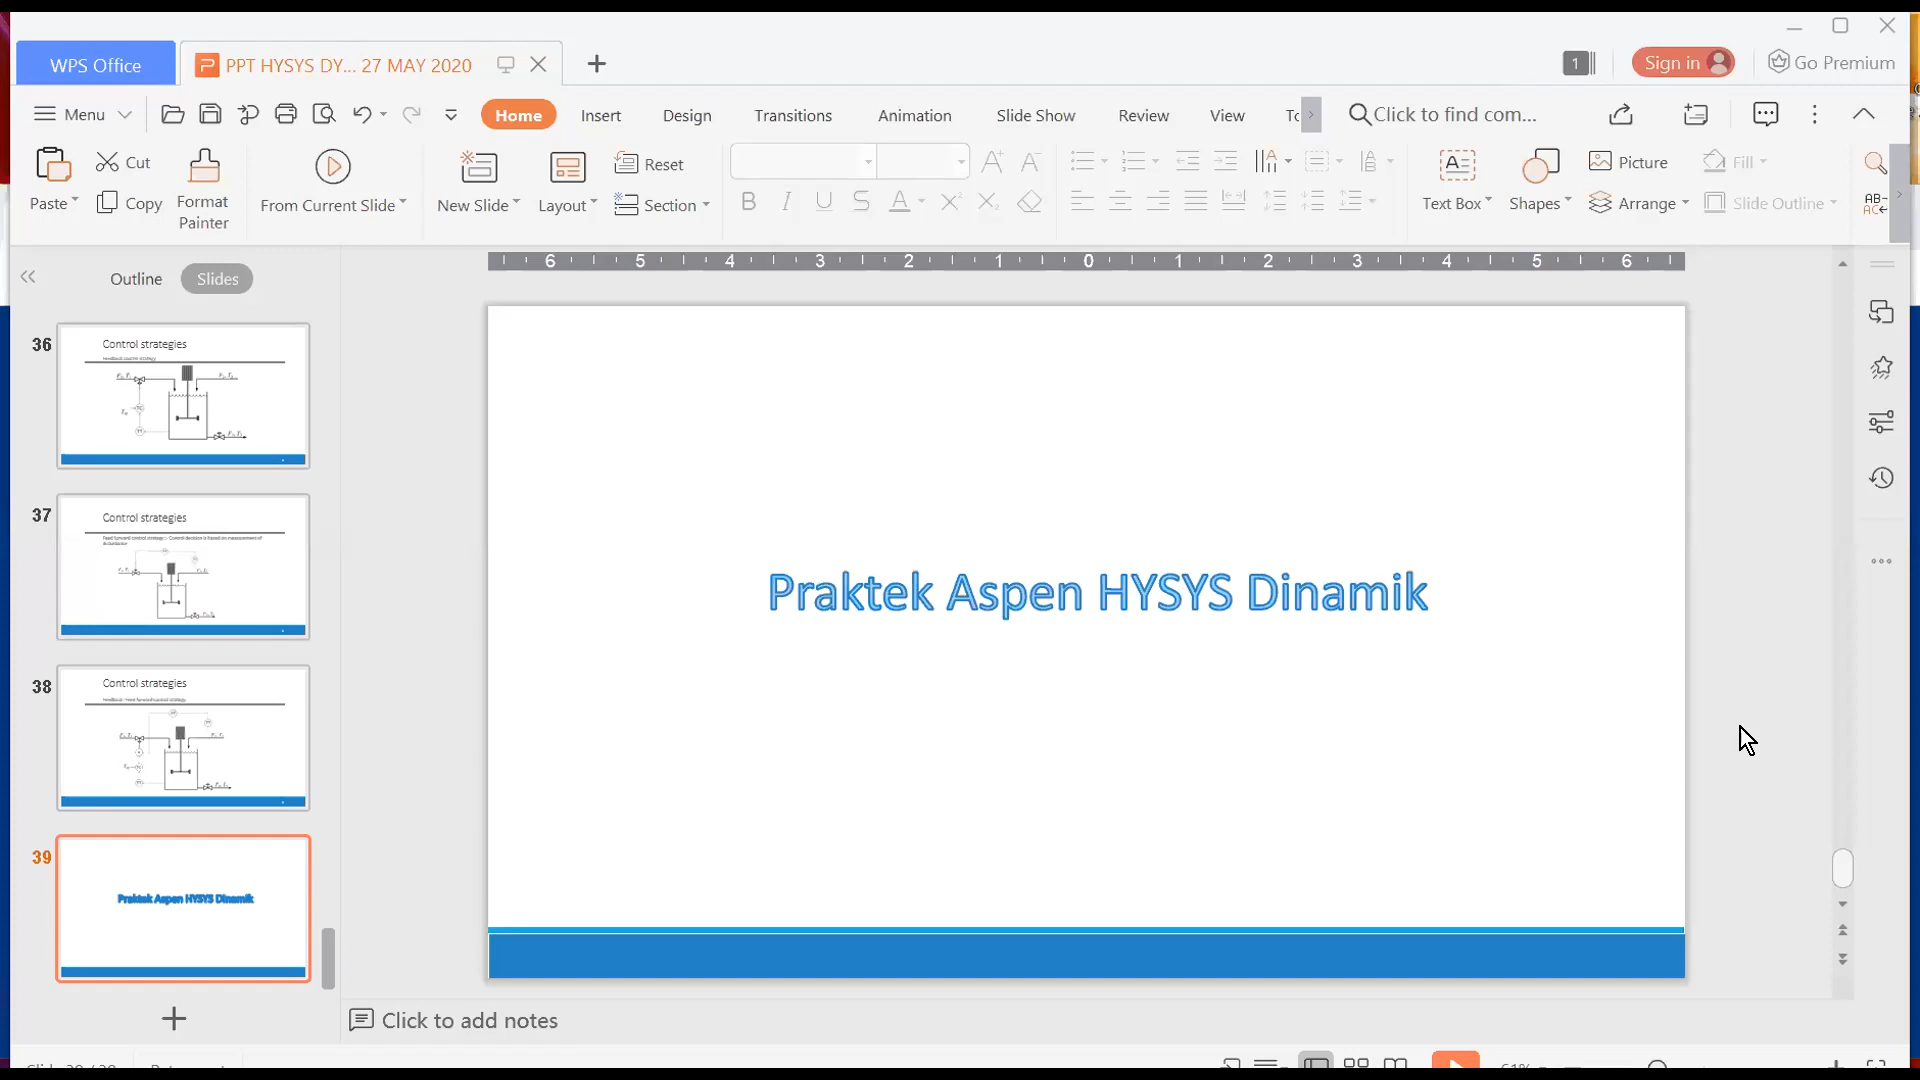 WPS Office
PPT HYSYS DY... 27 MAY 2020
1
Sign in
Go Premium
Menu
Home
Insert
Design
Transitions
Animation
Slide Show
Review
View
Click to find com...
Paste
Cut
Copy
Format
Painter
From Current Slide
New Slide
Layout
Reset
Section
Text Box
Shapes
Picture
Arrange
Fill
Slide Outline
Outline
Slides
6 5 4 3 2 1 0 1 2 3 4 5 6
36
Control strategies
37
Control strategies
38
Control strategies
39
Praktek Aspen HYSYS Dinamik
Praktek Aspen HYSYS Dinamik
Click to add notes